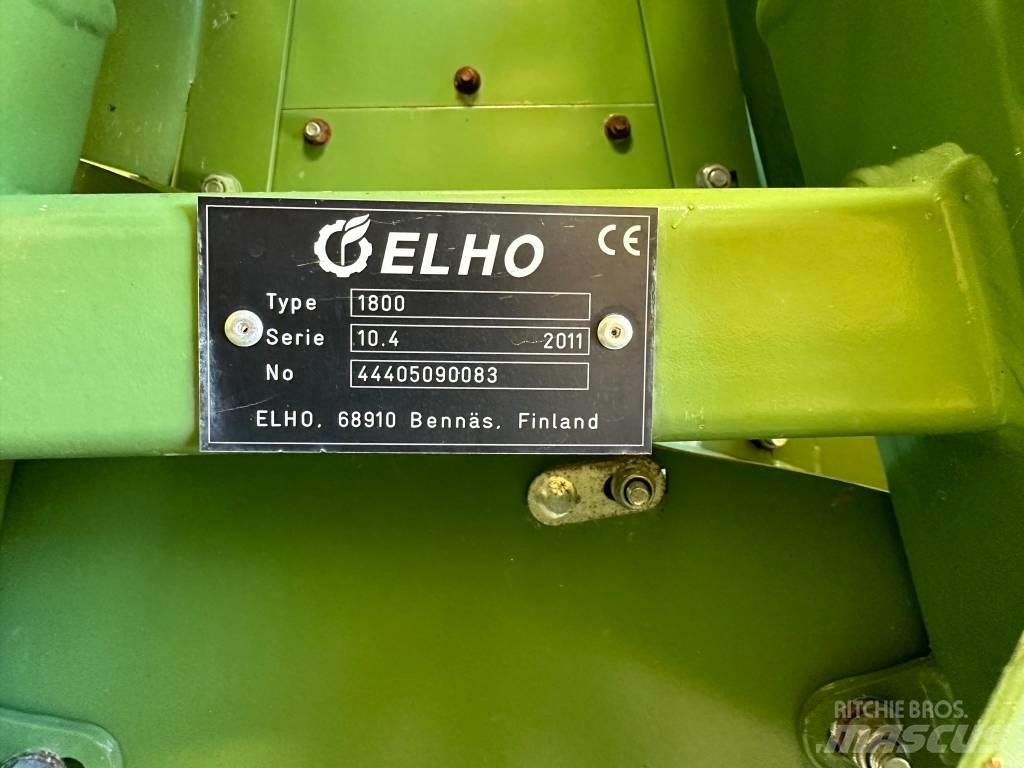 ELHO CE
Type 1800
Serie 10.4 2011
No 44405090083
ELHO, 68910 Bennäs, Finland
RITCHIE BROS.
mascus